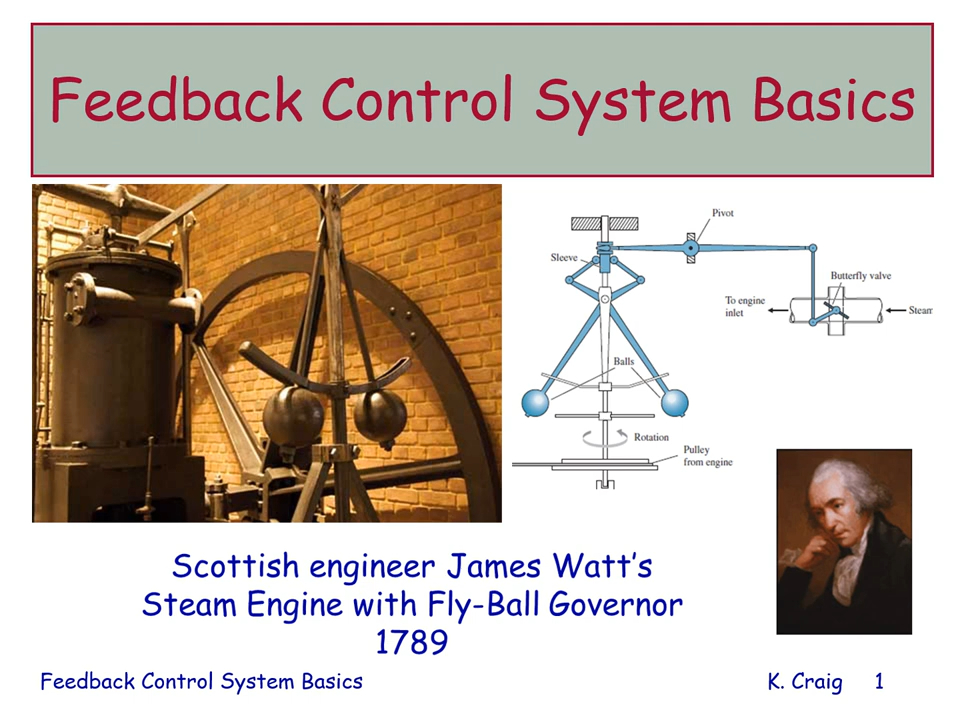 Feedback Control System Basics
Pivot
Sleeve
Butterfly valve
To engine
inlet
Steam
Balls
Rotation
Pulley
from engine
Scottish engineer James Watt's
Steam Engine with Fly-Ball Governor
1789
Feedback Control System Basics K. Craig 1